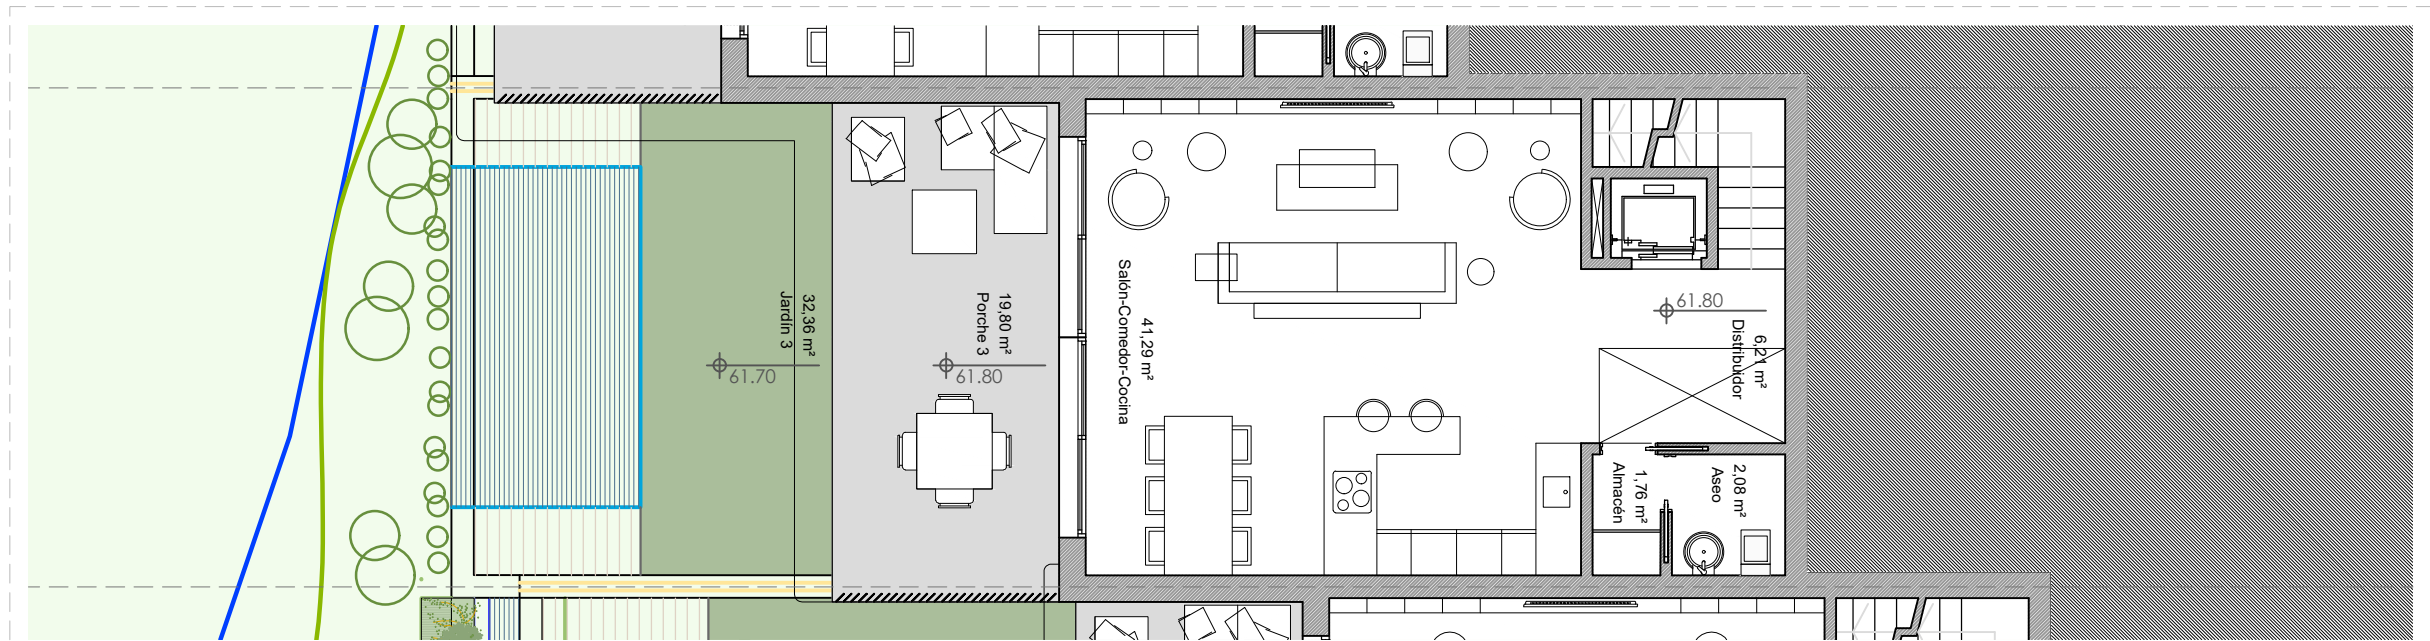 Jardín 3
32,36 m²
61.70
Porche 3
19,80 m²
61.80
Salón-Comedor-Cocina
41,29 m²
61.80
Distribuidor
6,21 m²
Almacén
1,76 m²
Aseo
2,08 m²